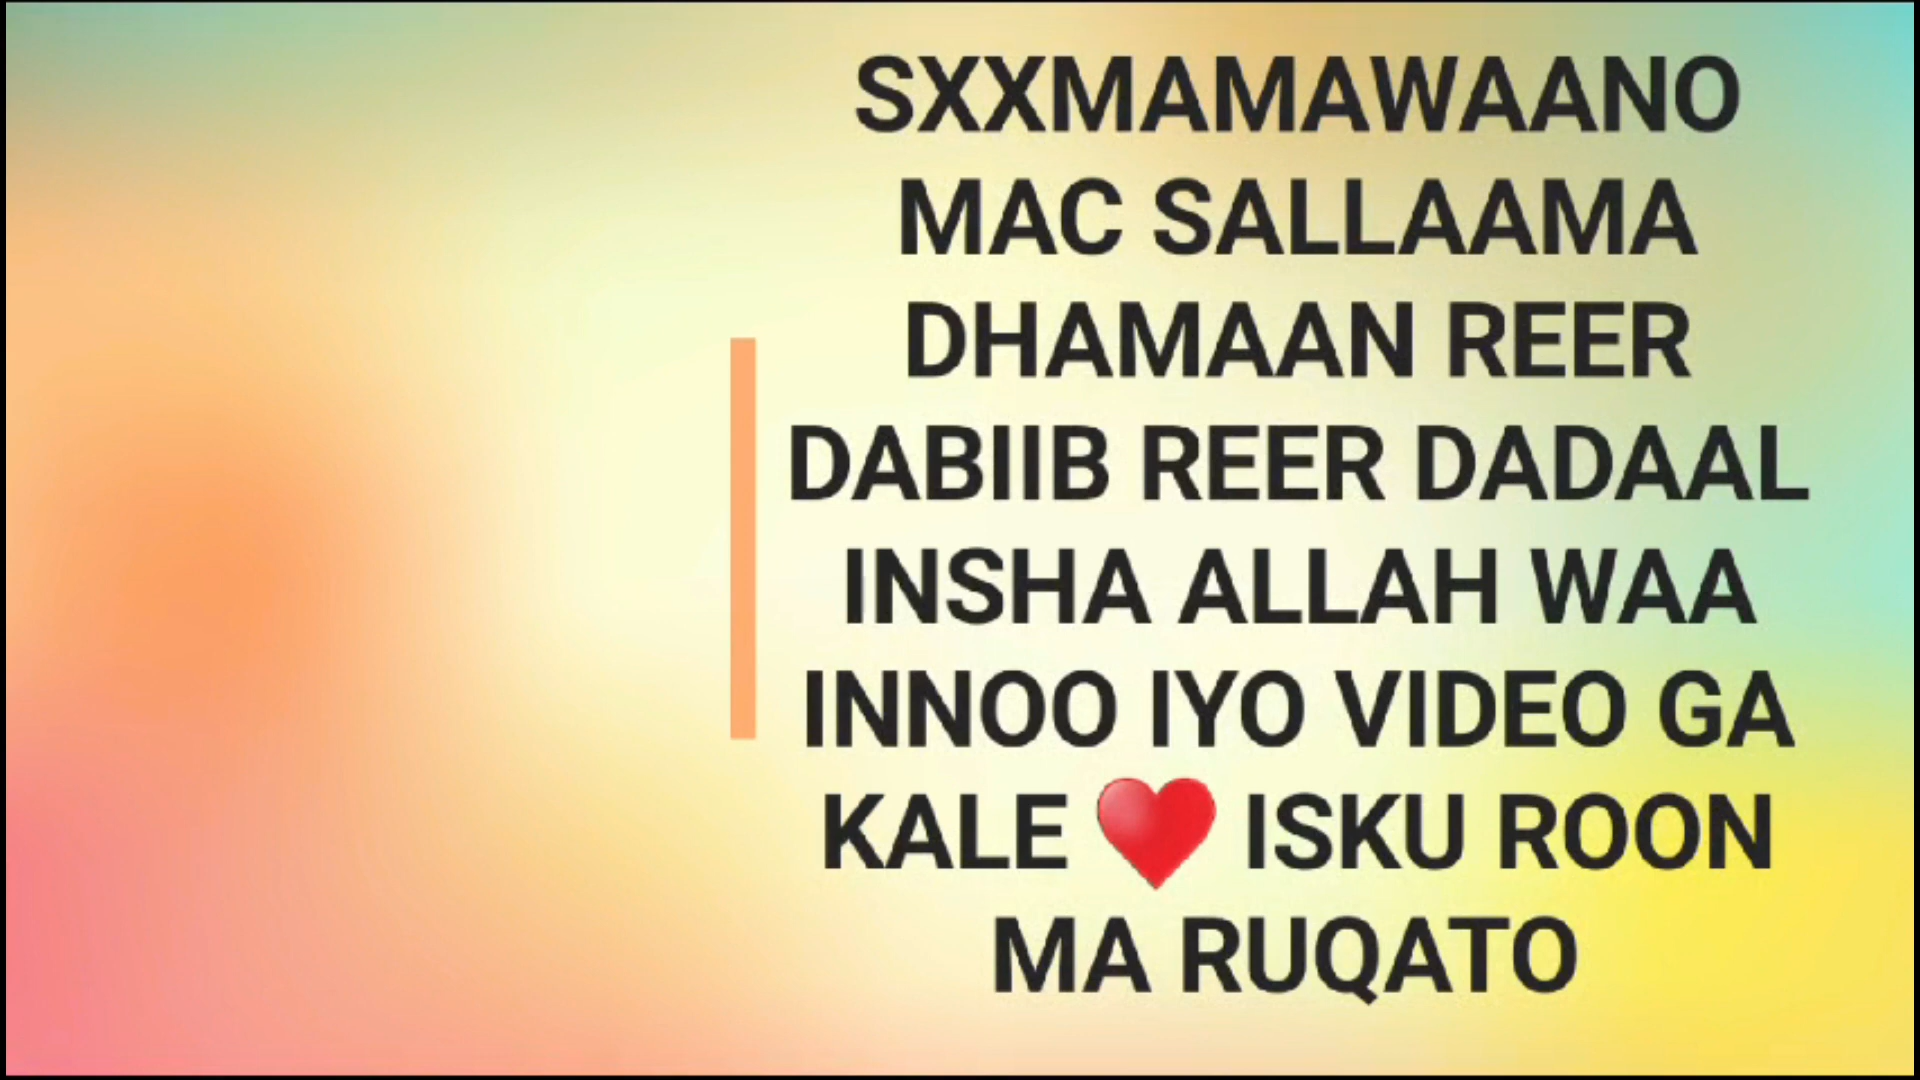 SXXMAMAWAANO
MAC SALLAAMA
DHAMAAN REER
DABIIB REER DADAAL
INSHA ALLAH WAA
INNOO IYO VIDEO GA
KALE ❤️ ISKU ROON
MA RUQATO